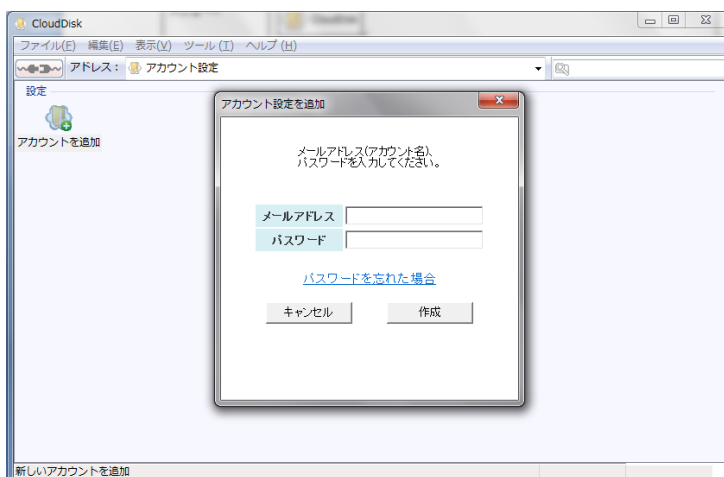 CloudDisk
ファイル(F) 編集(E) 表示(V) ツール(T) ヘルプ(H)
アドレス： アカウント設定
設定
アカウントを追加
アカウント設定を追加
メールアドレス(アカウント名)、
パスワードを入力してください。
メールアドレス
パスワード
パスワードを忘れた場合
キャンセル 作成
新しいアカウントを追加